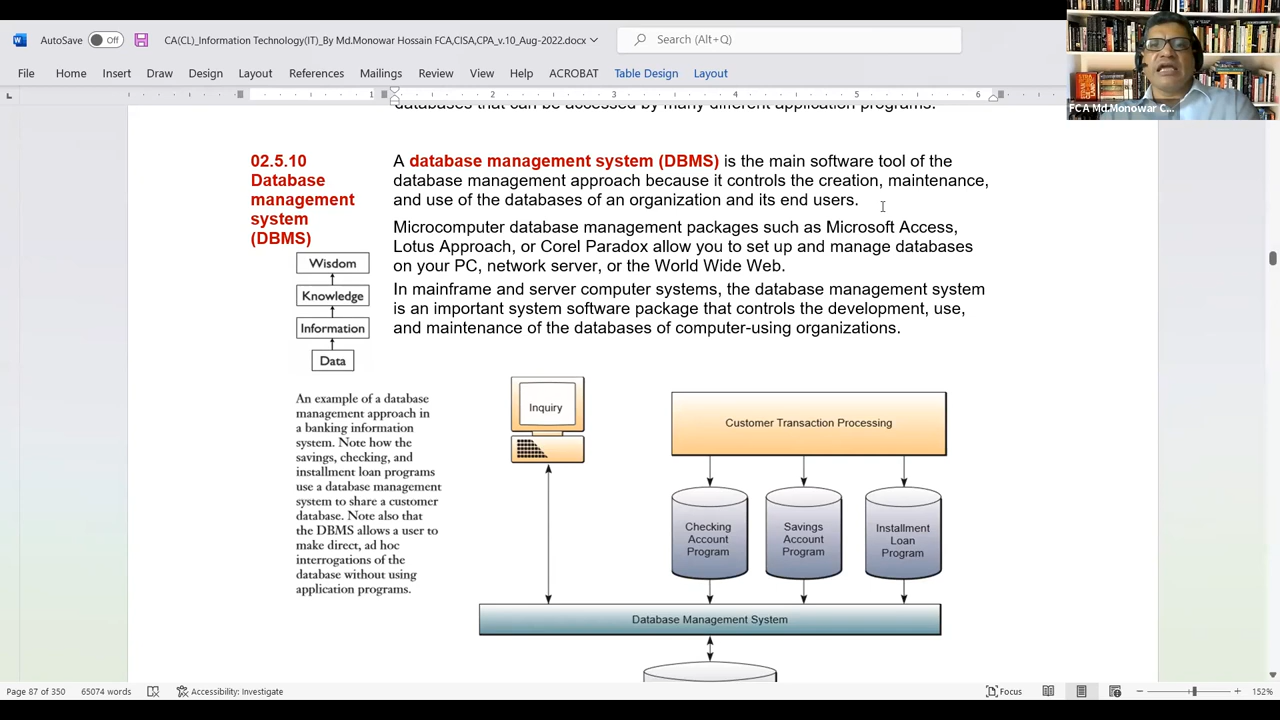 AutoSave Off CA(CL)_Information Technology(IT)_By Md.Monowar Hossain FCA,CISA,CPA_v.10_Aug-2022.docx Search (Alt+Q)
File Home Insert Draw Design Layout References Mailings Review View Help ACROBAT Table Design Layout
1 2 3 4 5 6
FCA Md.Monowar C...
databases that can be accessed by many different application programs.
02.5.10
Database
management
system
(DBMS)
A database management system (DBMS) is the main software tool of the
database management approach because it controls the creation, maintenance,
and use of the databases of an organization and its end users.
Microcomputer database management packages such as Microsoft Access,
Lotus Approach, or Corel Paradox allow you to set up and manage databases
on your PC, network server, or the World Wide Web.
In mainframe and server computer systems, the database management system
is an important system software package that controls the development, use,
and maintenance of the databases of computer-using organizations.
Wisdom
Knowledge
Information
Data
An example of a database
management approach in
a banking information
system. Note how the
savings, checking, and
installment loan programs
use a database management
system to share a customer
database. Note also that
the DBMS allows a user to
make direct, ad hoc
interrogations of the
database without using
application programs.
Inquiry
Customer Transaction Processing
Checking
Account
Program
Savings
Account
Program
Installment
Loan
Program
Database Management System
Page 87 of 350 65074 words Accessibility: Investigate Focus 152%